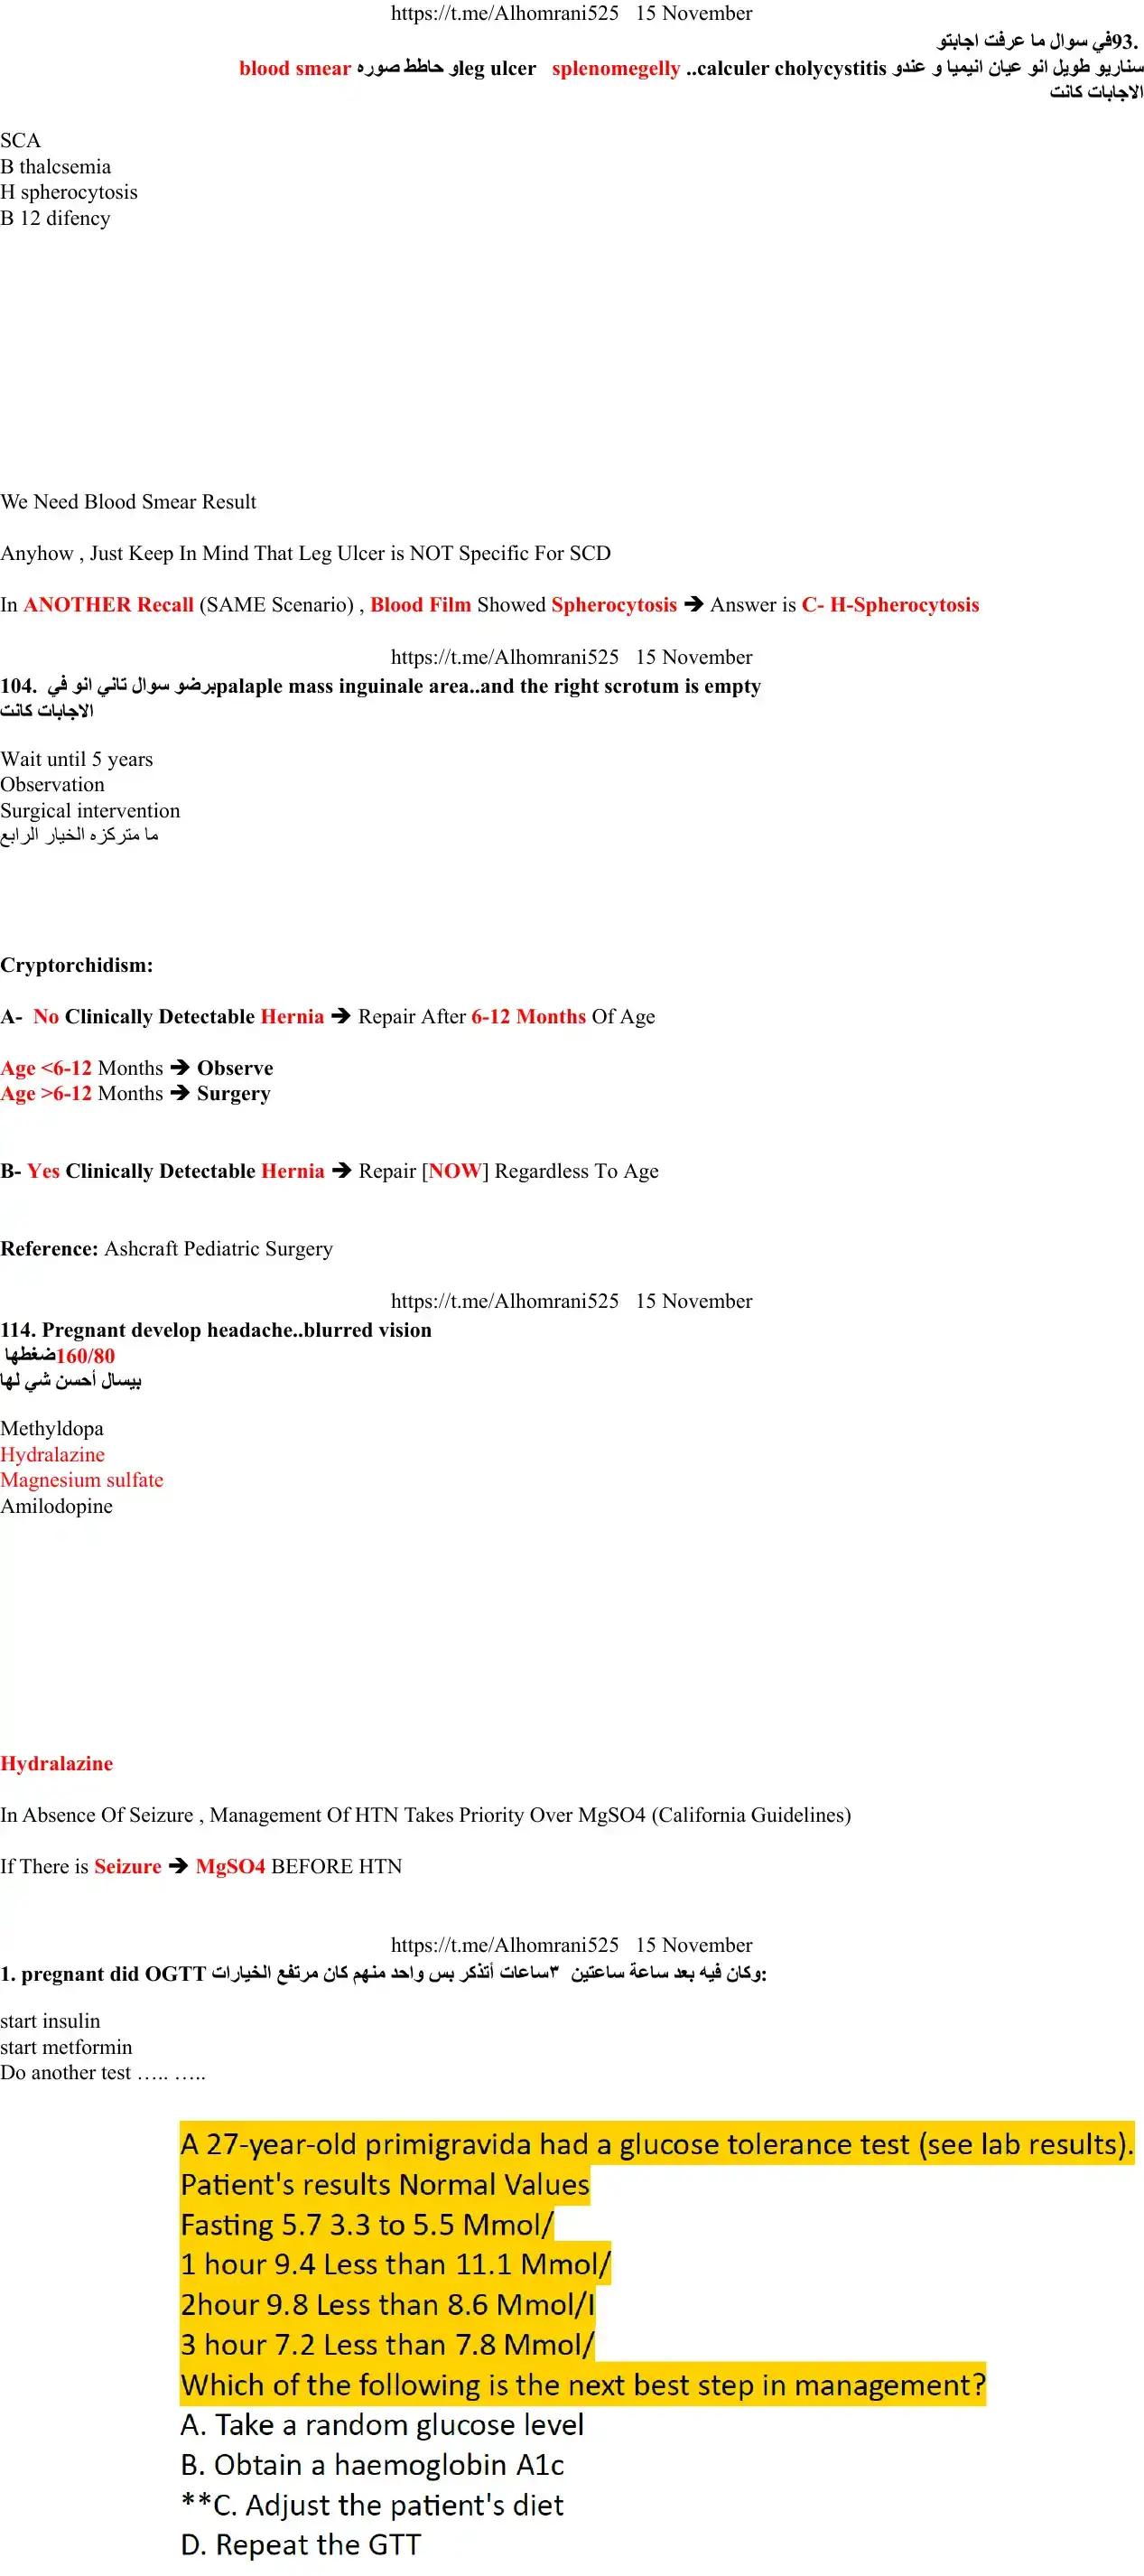 https://t.me/Alhomrani525 15 November
93. في سوال ما عرفت اجابتو
سناريو طويل انو عيان انيميا و عندو calculer cholycystitis.. splenomegelly leg ulcer و حاطط صوره blood smear
الاجابات كانت
SCA
B thalcsemia
H spherocytosis
B 12 difency
We Need Blood Smear Result
Anyhow , Just Keep In Mind That Leg Ulcer is NOT Specific For SCD
In ANOTHER Recall (SAME Scenario) , Blood Film Showed Spherocytosis ➔ Answer is C- H-Spherocytosis
https://t.me/Alhomrani525 15 November
104. برضو سوال تاني انو في palaple mass inguinale area..and the right scrotum is empty
الاجابات كانت
Wait until 5 years
Observation
Surgical intervention
ما متركزه الخيار الرابع
Cryptorchidism:
A- No Clinically Detectable Hernia ➔ Repair After 6-12 Months Of Age
Age <6-12 Months ➔ Observe
Age >6-12 Months ➔ Surgery
B- Yes Clinically Detectable Hernia ➔ Repair [NOW] Regardless To Age
Reference: Ashcraft Pediatric Surgery
https://t.me/Alhomrani525 15 November
114. Pregnant develop headache..blurred vision
ضغطها 160/80
بيسال أحسن شي لها
Methyldopa
Hydralazine
Magnesium sulfate
Amilodopine
Hydralazine
In Absence Of Seizure , Management Of HTN Takes Priority Over MgSO4 (California Guidelines)
If There is Seizure ➔ MgSO4 BEFORE HTN
https://t.me/Alhomrani525 15 November
1. pregnant did OGTT وكان فيه بعد ساعة ساعتين ٣ساعات أتذكر بس واحد منهم كان مرتفع الخيارات:
start insulin
start metformin
Do another test ….. …..
A 27-year-old primigravida had a glucose tolerance test (see lab results).
Patient's results Normal Values
Fasting 5.7 3.3 to 5.5 Mmol/
1 hour 9.4 Less than 11.1 Mmol/
2hour 9.8 Less than 8.6 Mmol/l
3 hour 7.2 Less than 7.8 Mmol/
Which of the following is the next best step in management?
A. Take a random glucose level
B. Obtain a haemoglobin A1c
**C. Adjust the patient's diet
D. Repeat the GTT